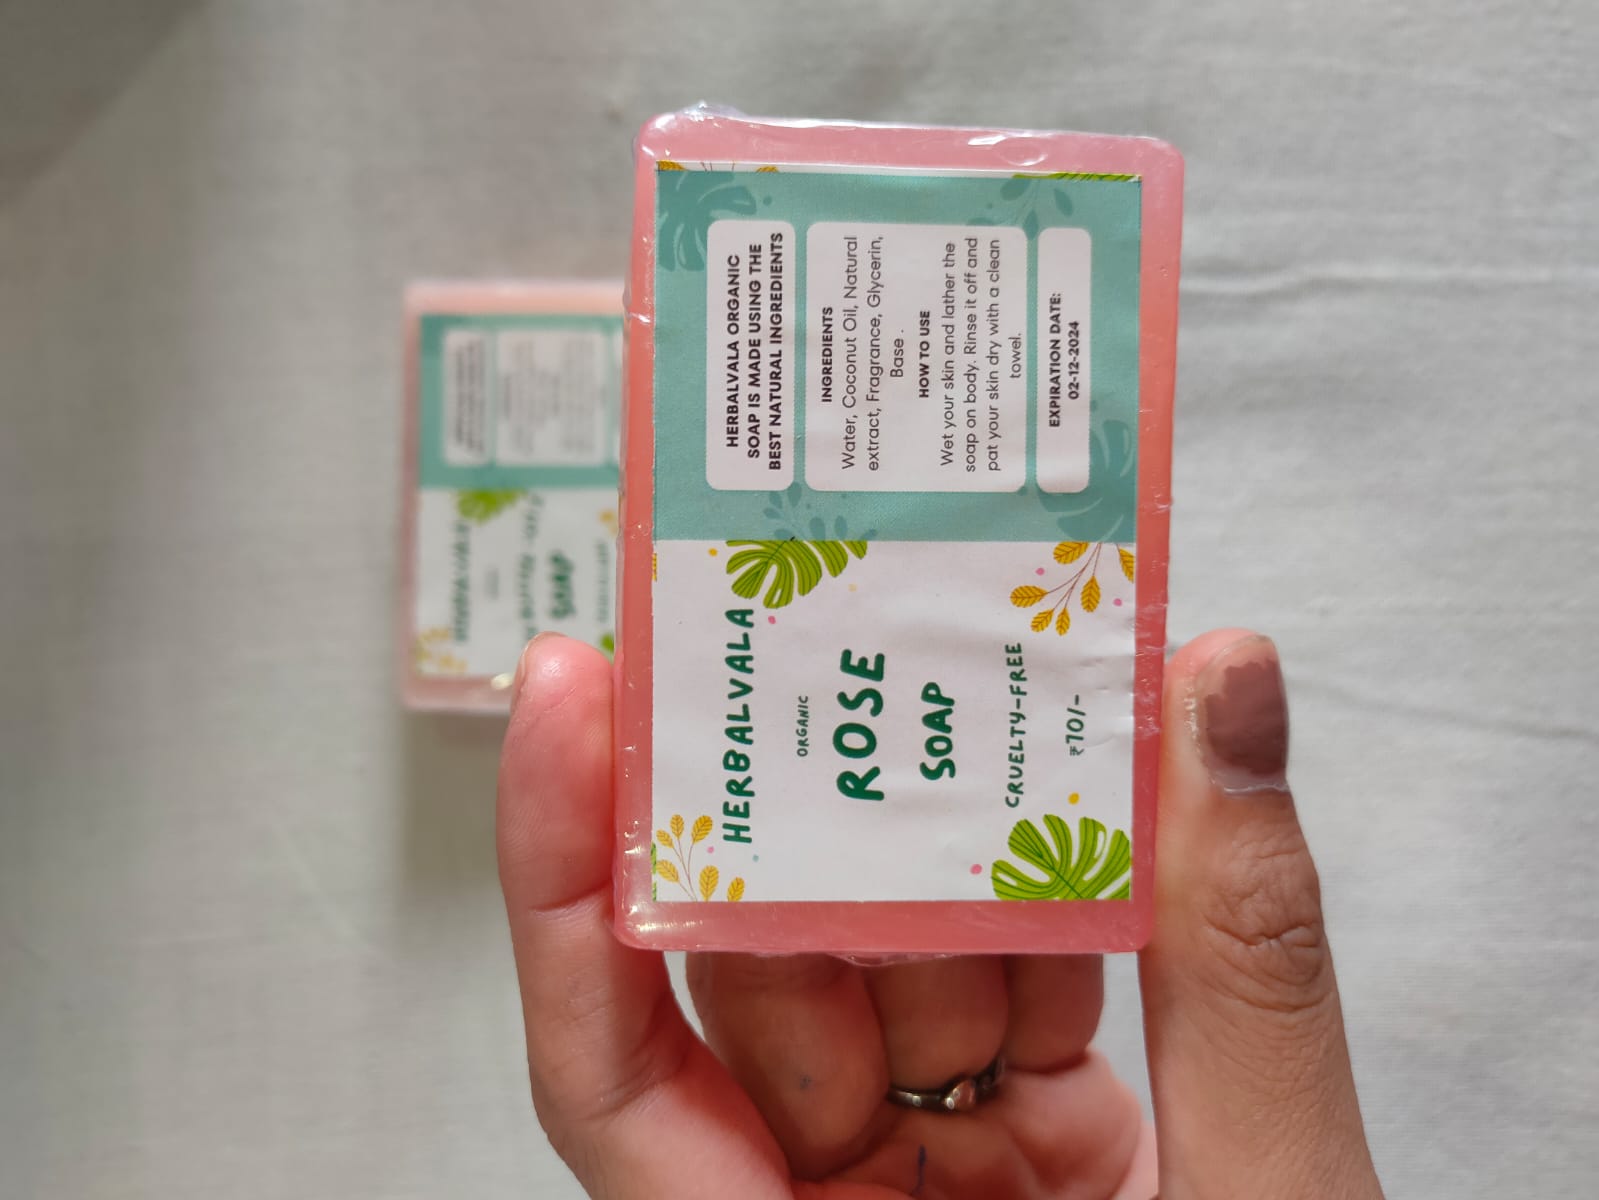 HERBALVALA
ORGANIC
ROSE
SOAP
CRUELTY-FREE
₹70/-
HERBALVALA ORGANIC
SOAP IS MADE USING THE
BEST NATURAL INGREDIENTS
INGREDIENTS
Water, Coconut Oil, Natural
extract, Fragrance, Glycerin,
Base .
HOW TO USE
Wet your skin and lather the
soap on body. Rinse it off and
pat your skin dry with a clean
towel.
EXPIRATION DATE:
02-12-2024
SOAP